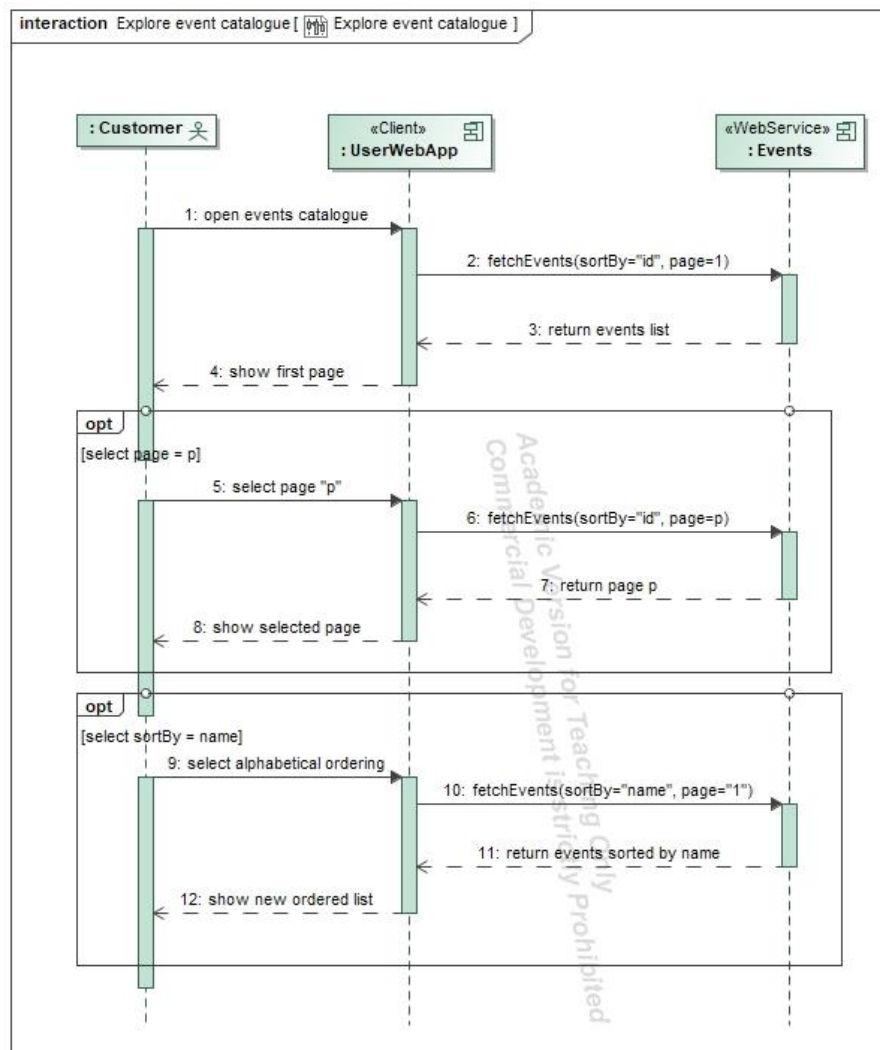 interaction Explore event catalogue [ Explore event catalogue ]
: Customer
«Client»
: UserWebApp
«WebService»
: Events
1: open events catalogue
2: fetchEvents(sortBy="id", page=1)
3: return events list
4: show first page
opt
[select page = p]
5: select page "p"
6: fetchEvents(sortBy="id", page=p)
7: return page p
8: show selected page
opt
[select sortBy = name]
9: select alphabetical ordering
10: fetchEvents(sortBy="name", page="1")
11: return events sorted by name
12: show new ordered list
Academic Version for Teaching Only
Commercial Development is strictly Prohibited